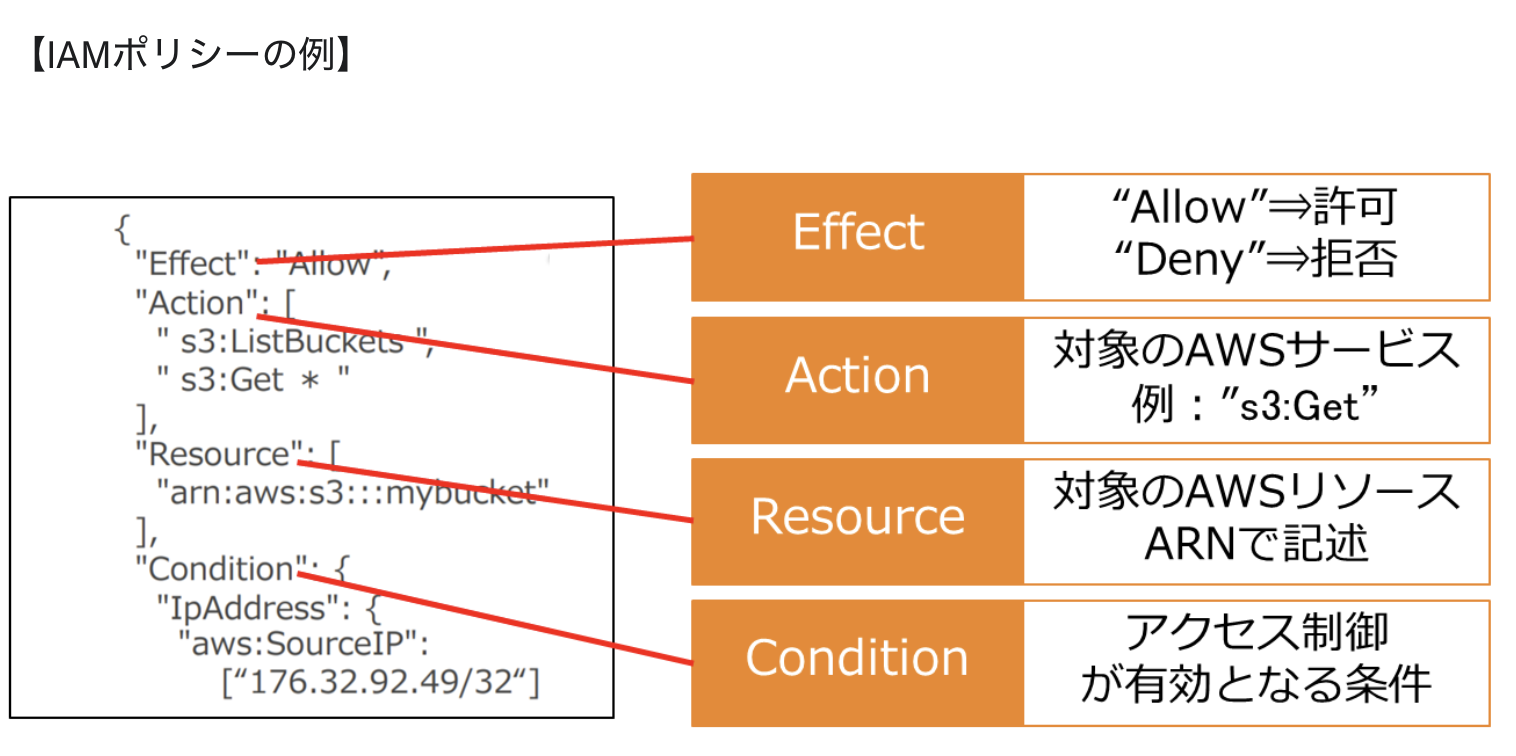 【IAMポリシーの例】
{
"Effect": "Allow",
"Action": [
" s3:ListBuckets ",
" s3:Get * "
],
"Resource": [
"arn:aws:s3:::mybucket"
],
"Condition": {
"IpAddress": {
"aws:SourceIP":
[“176.32.92.49/32“]
Effect
“Allow”⇒許可
“Deny”⇒拒否
Action
対象のAWSサービス
例：”s3:Get”
Resource
対象のAWSリソース
ARNで記述
Condition
アクセス制御
が有効となる条件